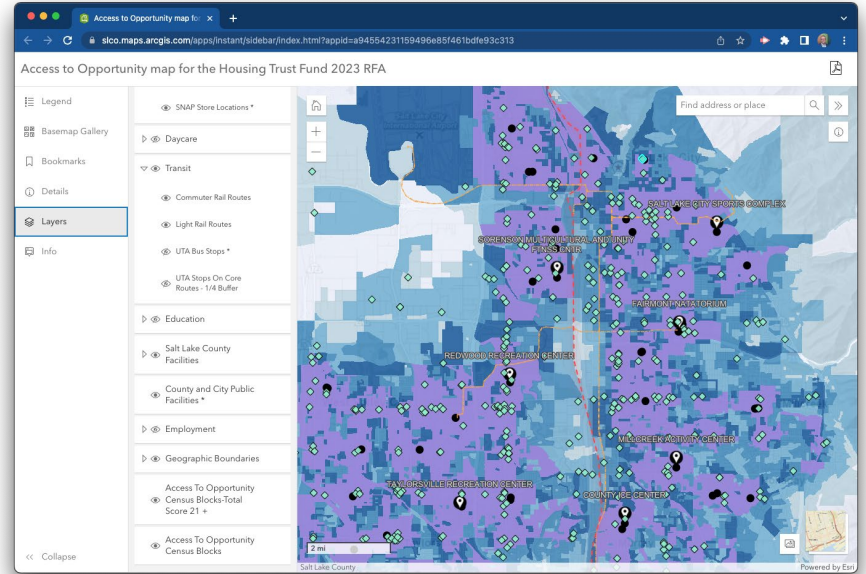 Access to Opportunity map for
slco.maps.arcgis.com/apps/instant/sidebar/index.html?appid=a94554231159496e85f461bdfe93c313
Access to Opportunity map for the Housing Trust Fund 2023 RFA
Legend
Basemap Gallery
Bookmarks
Details
Layers
Info
Collapse
SNAP Store Locations *
Daycare
Transit
Commuter Rail Routes
Light Rail Routes
UTA Bus Stops *
UTA Stops On Core
Routes - 1/4 Buffer
Education
Salt Lake County
Facilities
County and City Public
Facilities *
Employment
Geographic Boundaries
Access To Opportunity
Census Blocks-Total
Score 21 +
Access To Opportunity
Census Blocks
Find address or place
SALT LAKE CITY SPORTS COMPLEX
SORENSON MULTICULTURAL AND UNITY
FTNSS CNTR
FAIRMONT NATATORIUM
REDWOOD RECREATION CENTER
MILLCREEK ACTIVITY CENTER
TAYLORSVILLE RECREATION CENTER
COUNTY ICE CENTER
2 mi
Salt Lake County
Powered by Esri